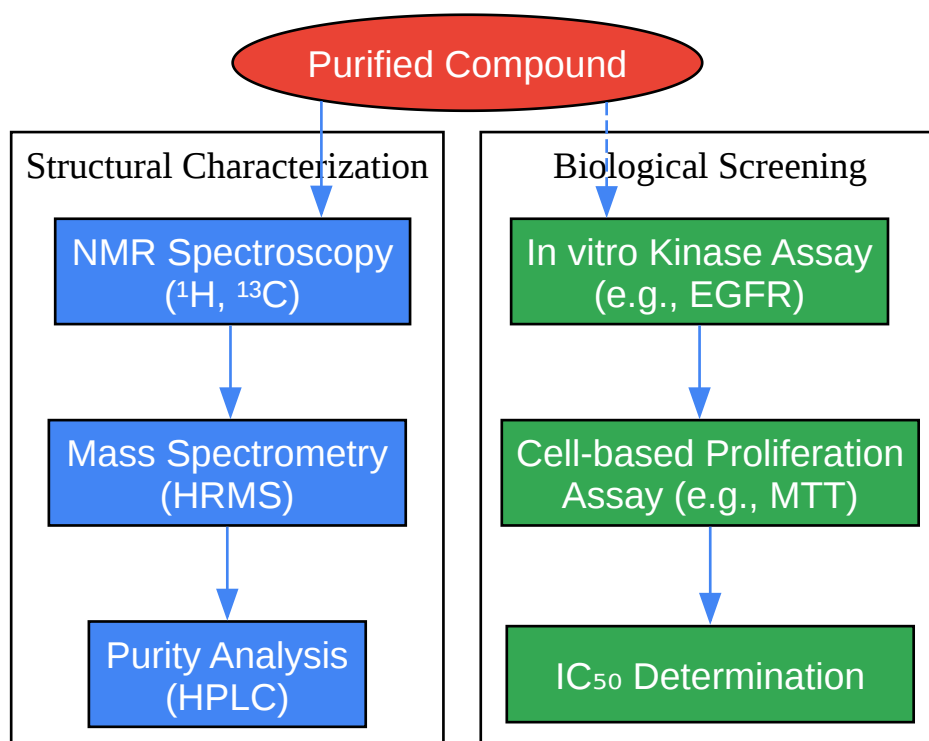 Purified Compound
Structural Characterization
NMR Spectroscopy
(¹H, ¹³C)
Mass Spectrometry
(HRMS)
Purity Analysis
(HPLC)
Biological Screening
In vitro Kinase Assay
(e.g., EGFR)
Cell-based Proliferation
Assay (e.g., MTT)
IC₅₀ Determination